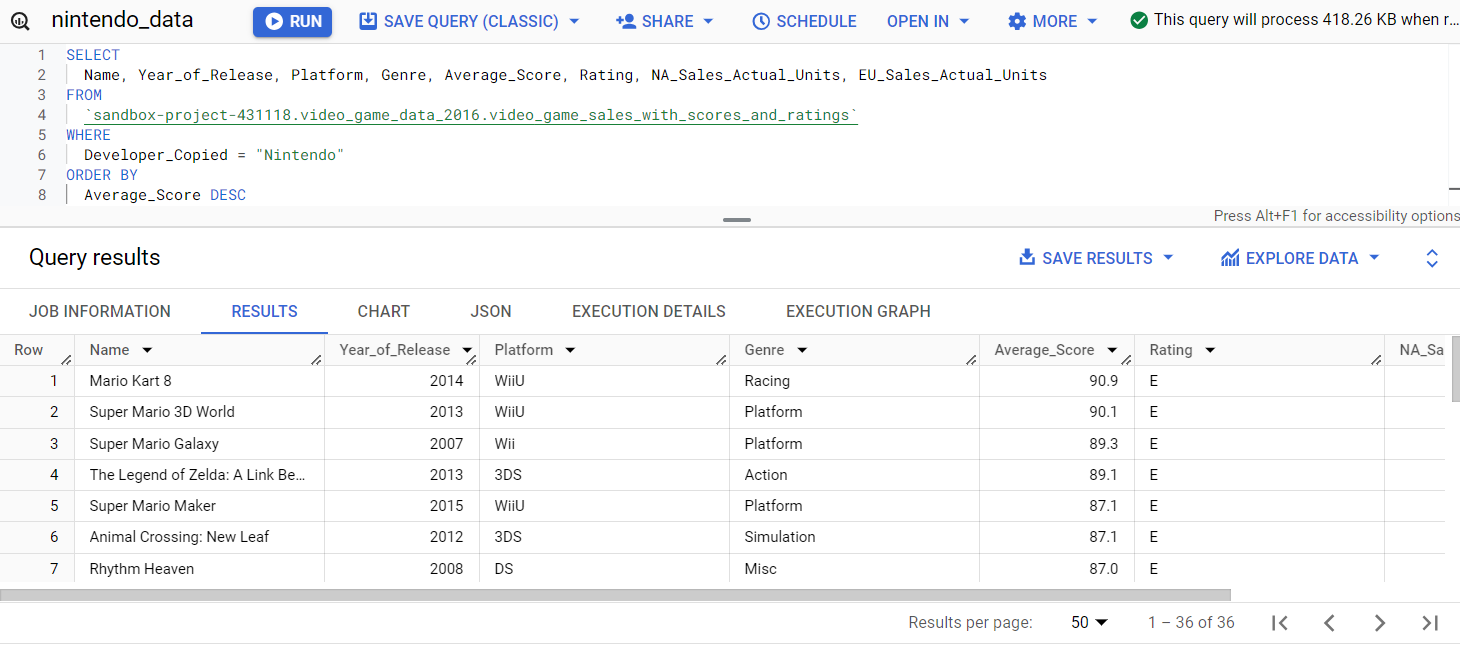 nintendo_data RUN SAVE QUERY (CLASSIC) SHARE SCHEDULE OPEN IN MORE This query will process 418.26 KB when r...
1 SELECT
2 Name, Year_of_Release, Platform, Genre, Average_Score, Rating, NA_Sales_Actual_Units, EU_Sales_Actual_Units
3 FROM
4 `sandbox-project-431118.video_game_data_2016.video_game_sales_with_scores_and_ratings`
5 WHERE
6 Developer_Copied = "Nintendo"
7 ORDER BY
8 Average_Score DESC
Press Alt+F1 for accessibility options
Query results SAVE RESULTS EXPLORE DATA
JOB INFORMATION RESULTS CHART JSON EXECUTION DETAILS EXECUTION GRAPH
Row Name Year_of_Release Platform Genre Average_Score Rating NA_Sa
1 Mario Kart 8 2014 WiiU Racing 90.9 E
2 Super Mario 3D World 2013 WiiU Platform 90.1 E
3 Super Mario Galaxy 2007 Wii Platform 89.3 E
4 The Legend of Zelda: A Link Be... 2013 3DS Action 89.1 E
5 Super Mario Maker 2015 WiiU Platform 87.1 E
6 Animal Crossing: New Leaf 2012 3DS Simulation 87.1 E
7 Rhythm Heaven 2008 DS Misc 87.0 E
Results per page: 50 1 – 36 of 36